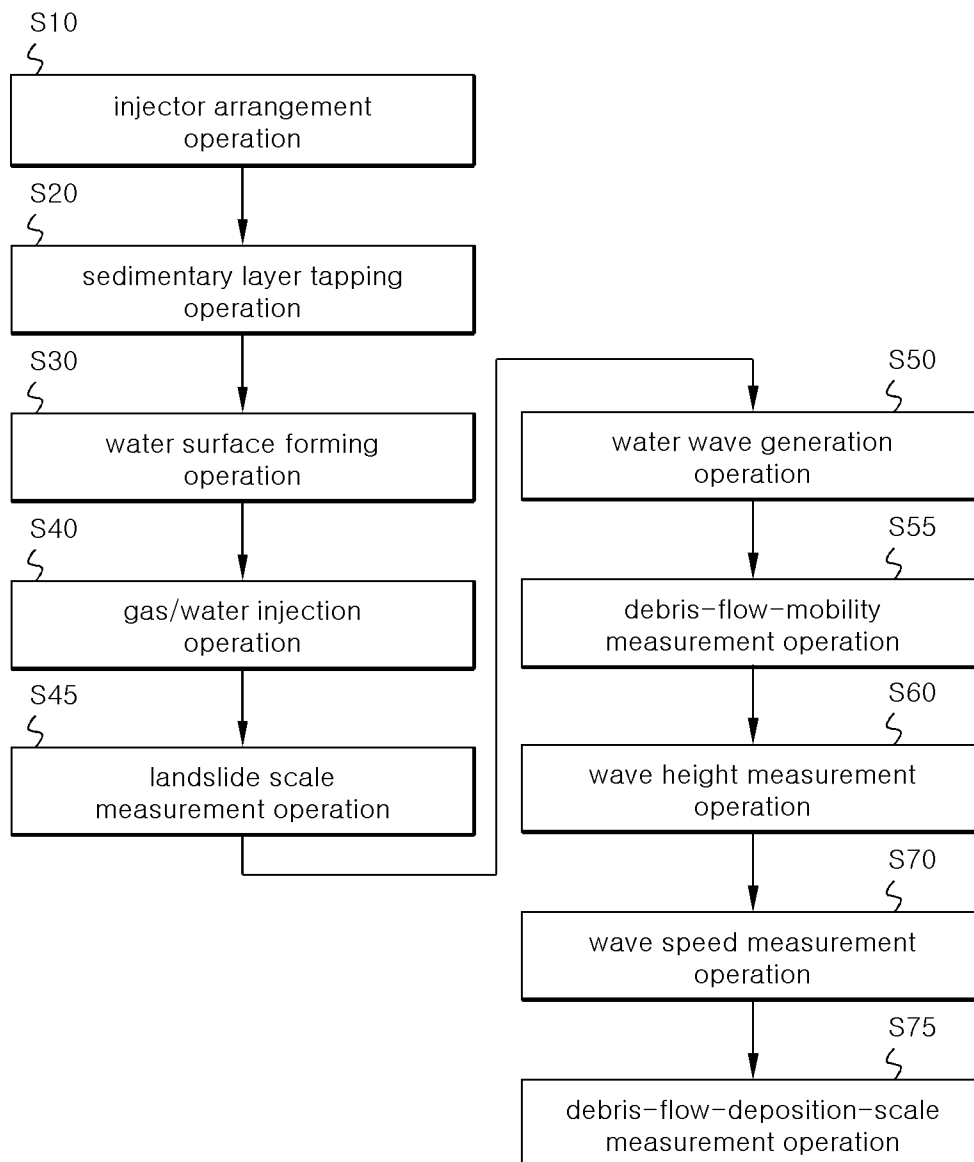 S10
injector arrangement
operation
S20
sedimentary layer tapping
operation
S30
water surface forming
operation
S40
gas/water injection
operation
S45
landslide scale
measurement operation
S50
water wave generation
operation
S55
debris-flow-mobility
measurement operation
S60
wave height measurement
operation
S70
wave speed measurement
operation
S75
debris-flow-deposition-scale
measurement operation